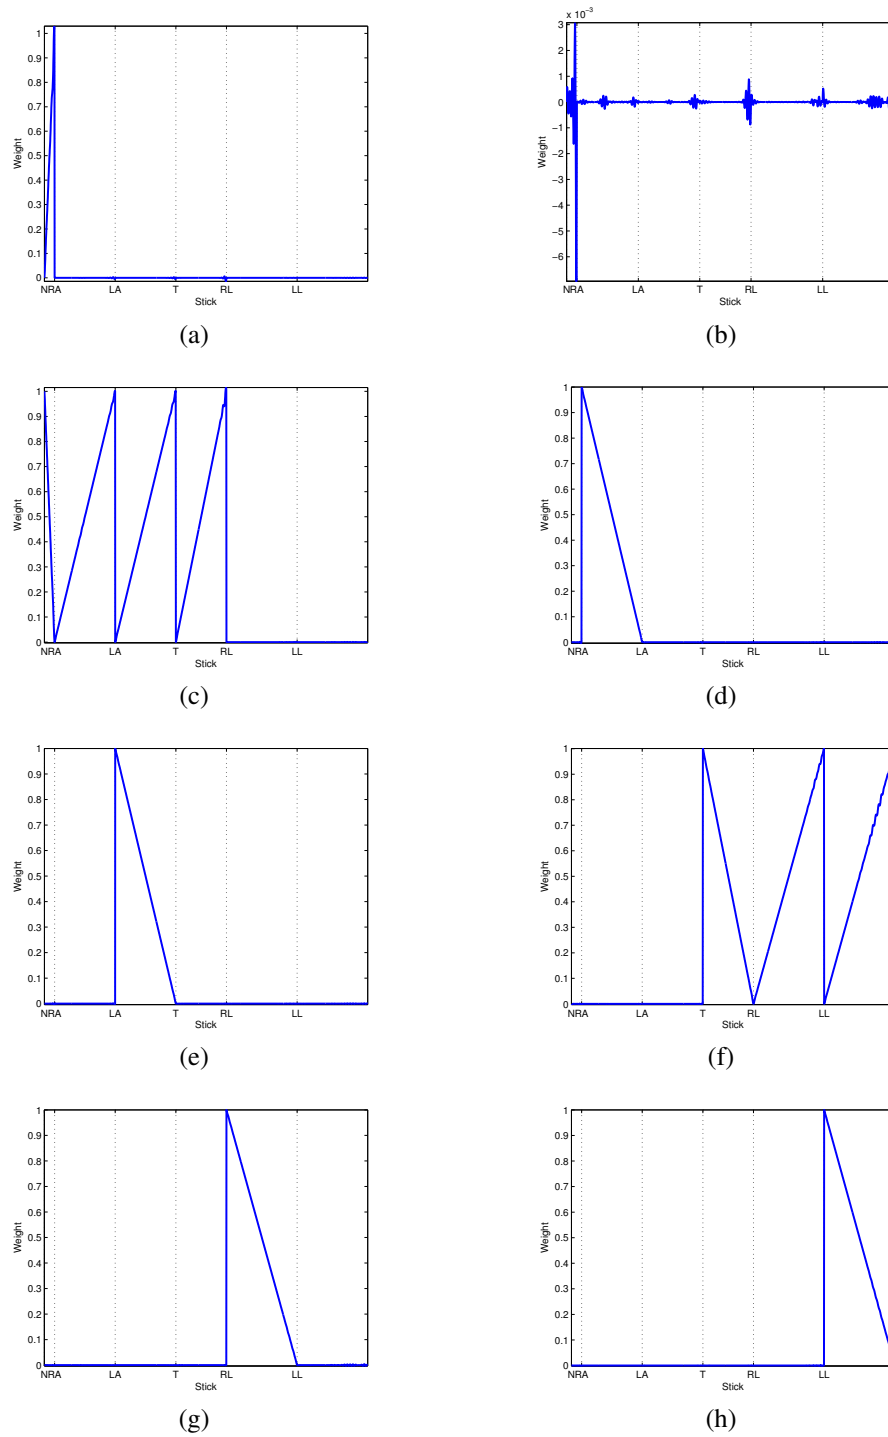 1
0.9
0.8
0.7
0.6
0.5
0.4
0.3
0.2
0.1
0
Weight
NRA LA T RL LL
Stick
(a)
x 10⁻³
3
2
1
0
−1
−2
−3
−4
−5
−6
Weight
NRA LA T RL LL
Stick
(b)
1
0.9
0.8
0.7
0.6
0.5
0.4
0.3
0.2
0.1
0
Weight
NRA LA T RL LL
Stick
(c)
1
0.9
0.8
0.7
0.6
0.5
0.4
0.3
0.2
0.1
0
Weight
NRA LA T RL LL
Stick
(d)
1
0.9
0.8
0.7
0.6
0.5
0.4
0.3
0.2
0.1
0
Weight
NRA LA T RL LL
Stick
(e)
1
0.9
0.8
0.7
0.6
0.5
0.4
0.3
0.2
0.1
0
Weight
NRA LA T RL LL
Stick
(f)
1
0.9
0.8
0.7
0.6
0.5
0.4
0.3
0.2
0.1
0
Weight
NRA LA T RL LL
Stick
(g)
1
0.9
0.8
0.7
0.6
0.5
0.4
0.3
0.2
0.1
0
Weight
NRA LA T RL LL
Stick
(h)